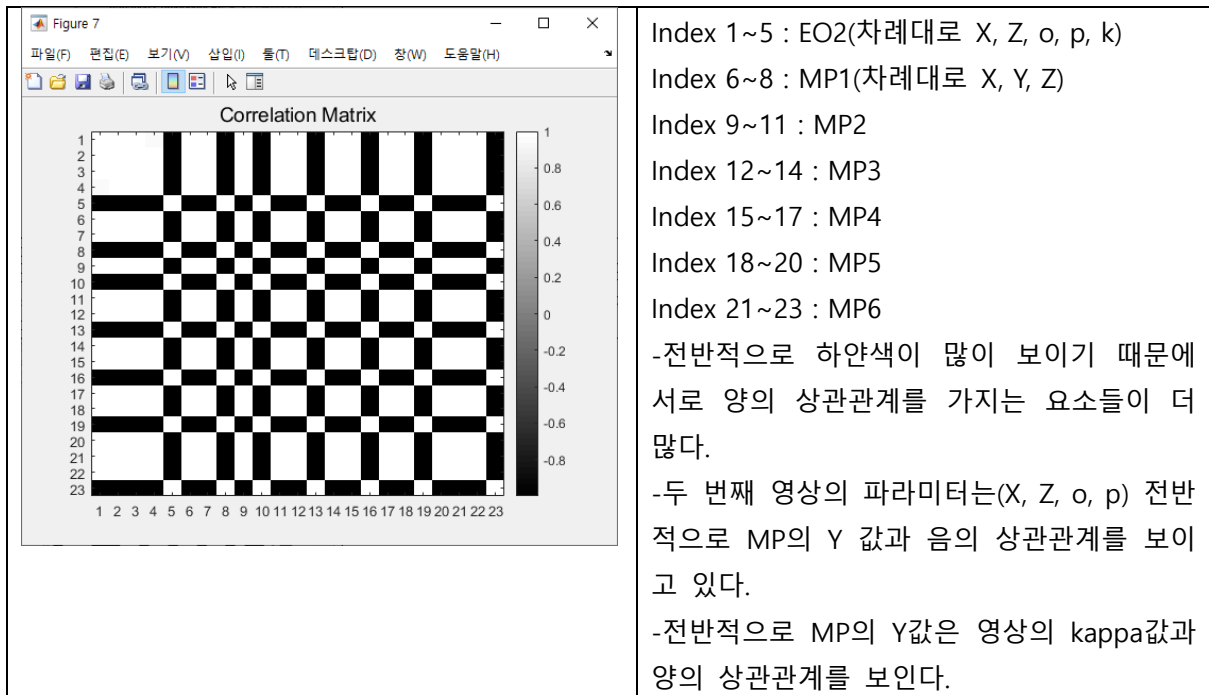 Figure 7
파일(F) 편집(E) 보기(V) 삽입(I) 툴(T) 데스크탑(D) 창(W) 도움말(H)
Correlation Matrix
1
2
3
4
5
6
7
8
9
10
11
12
13
14
15
16
17
18
19
20
21
22
23
1 2 3 4 5 6 7 8 9 10 11 12 13 14 15 16 17 18 19 20 21 22 23
1
0.8
0.6
0.4
0.2
0
-0.2
-0.4
-0.6
-0.8
Index 1~5 : EO2(차례대로 X, Z, o, p, k)
Index 6~8 : MP1(차례대로 X, Y, Z)
Index 9~11 : MP2
Index 12~14 : MP3
Index 15~17 : MP4
Index 18~20 : MP5
Index 21~23 : MP6
-전반적으로 하얀색이 많이 보이기 때문에
서로 양의 상관관계를 가지는 요소들이 더
많다.
-두 번째 영상의 파라미터는(X, Z, o, p) 전반
적으로 MP의 Y 값과 음의 상관관계를 보이
고 있다.
-전반적으로 MP의 Y값은 영상의 kappa값과
양의 상관관계를 보인다.